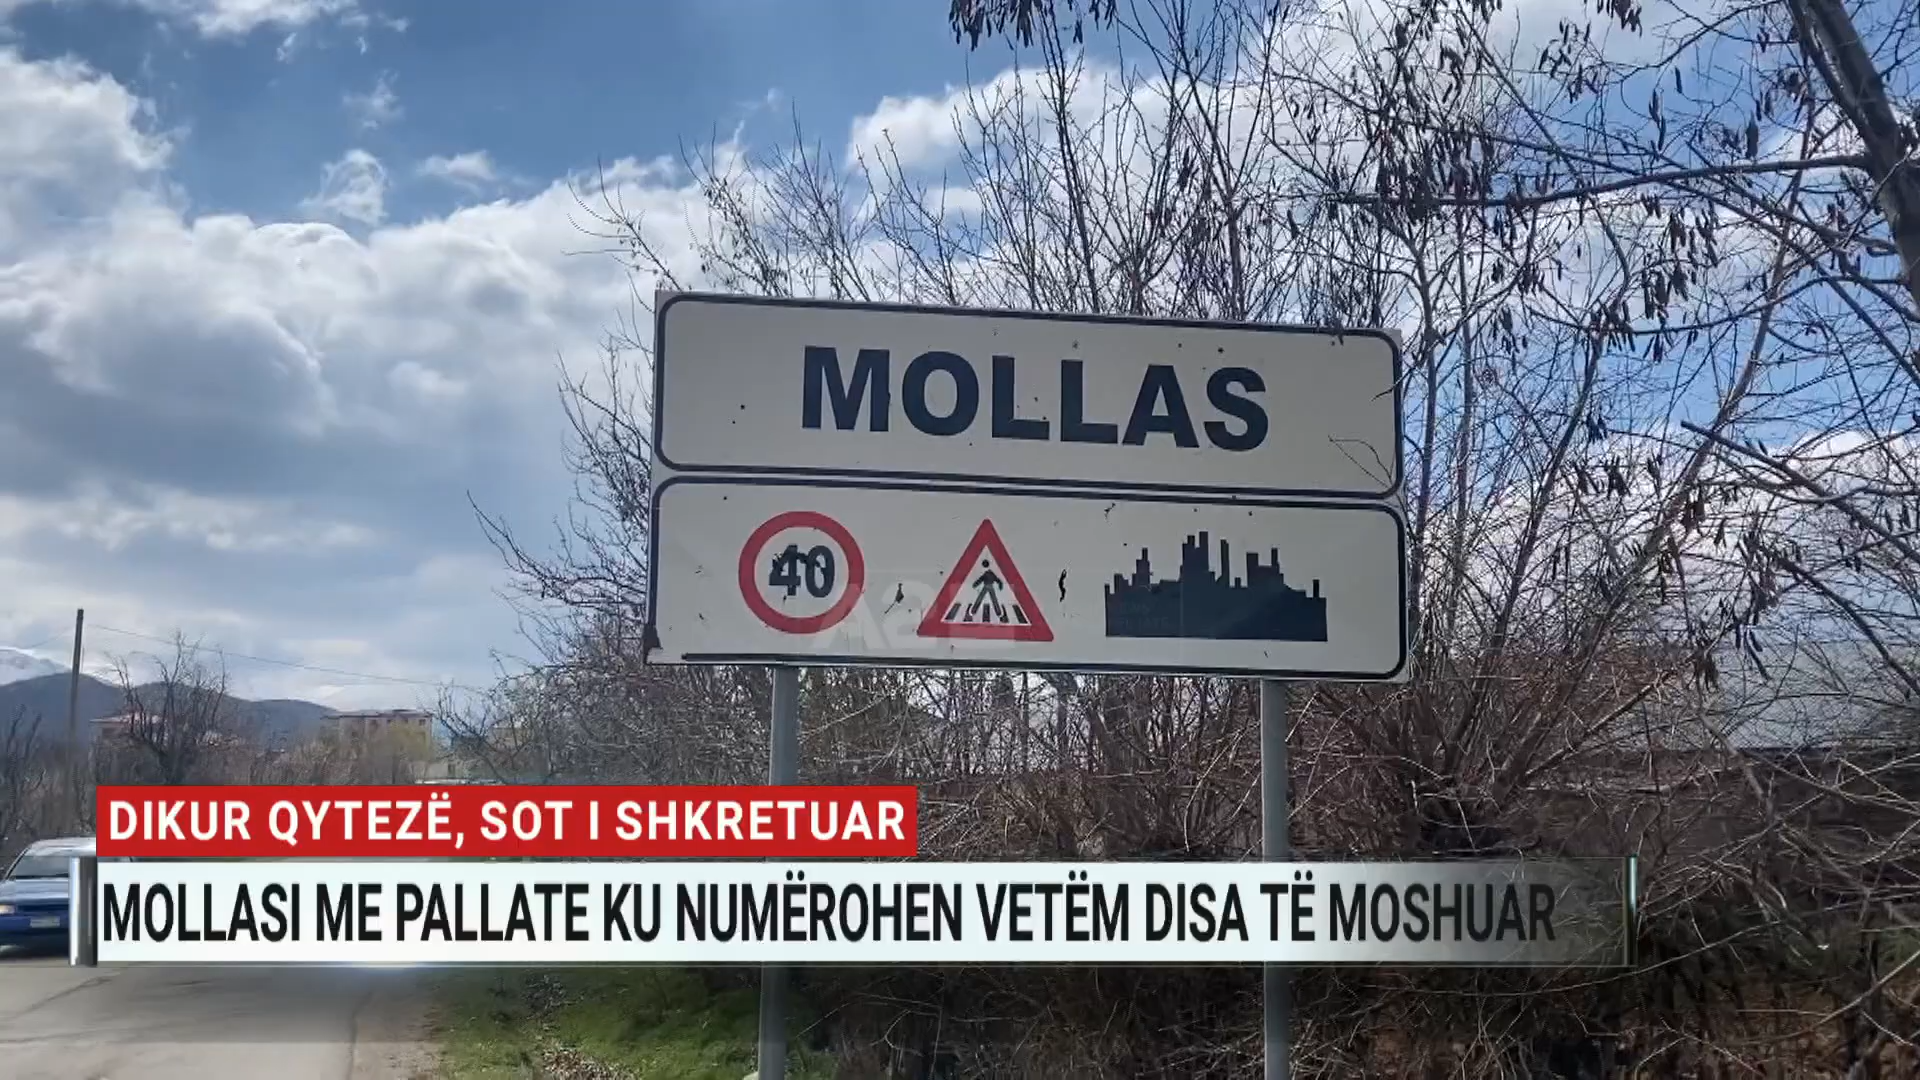 MOLLAS
40
DIKUR QYTEZË, SOT I SHKRETUAR
MOLLASI ME PALLATE KU NUMËROHEN VETËM DISA TË MOSHUAR